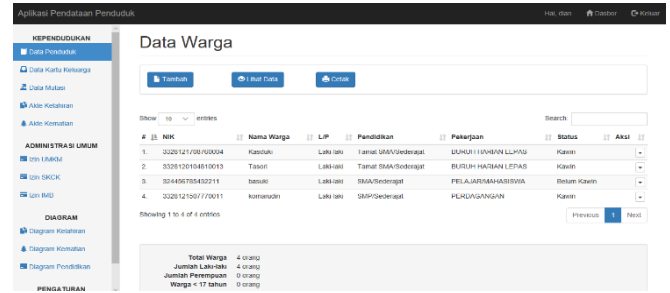 Aplikasi Pendataan Penduduk
Hai, dian Dasbor Keluar
KEPENDUDUKAN
Data Penduduk
Data Kartu Keluarga
Data Mutasi
Akte Kelahiran
Akte Kematian
ADMINISTRASI UMUM
Izin UMKM
Izin SKCK
Izin IMB
DIAGRAM
Diagram Kelahiran
Diagram Kematian
Diagram Pendidikan
PENGATURAN
Data Warga
Tambah Lihat Data Cetak
Show 10 entries Search:
# NIK Nama Warga L/P Pendidikan Pekerjaan Status Aksi
1. Kasduki Laki-laki Tamat SMA/Sederajat BURUH HARIAN LEPAS Kawin
2. 3328120104810013 Tasori Laki-laki Tamat SMA/Sederajat BURUH HARIAN LEPAS Kawin
3. basuki Laki-laki SMA/Sederajat PELAJAR/MAHASISWA Belum Kawin
4. komarudin Laki-laki SMP/Sederajat PERDAGANGAN Kawin
Showing 1 to 4 of 4 entries Previous 1 Next
Total Warga 4 orang
Jumlah Laki-laki 4 orang
Jumlah Perempuan 0 orang
Warga < 17 tahun 0 orang